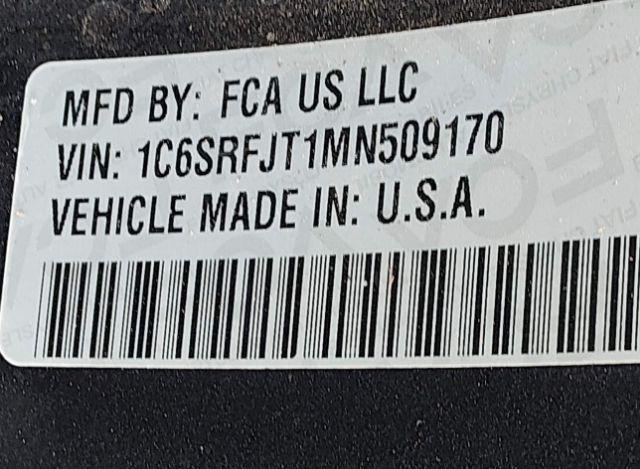 MFD BY: FCA US LLC
VIN: 1C6SRFJT1MN509170
VEHICLE MADE IN: U.S.A.